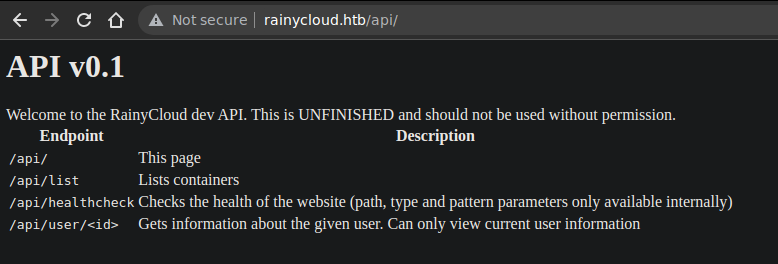 Not secure | rainycloud.htb/api/
API v0.1
Welcome to the RainyCloud dev API. This is UNFINISHED and should not be used without permission.
Endpoint Description
/api/ This page
/api/list Lists containers
/api/healthcheck Checks the health of the website (path, type and pattern parameters only available internally)
/api/user/<id> Gets information about the given user. Can only view current user information